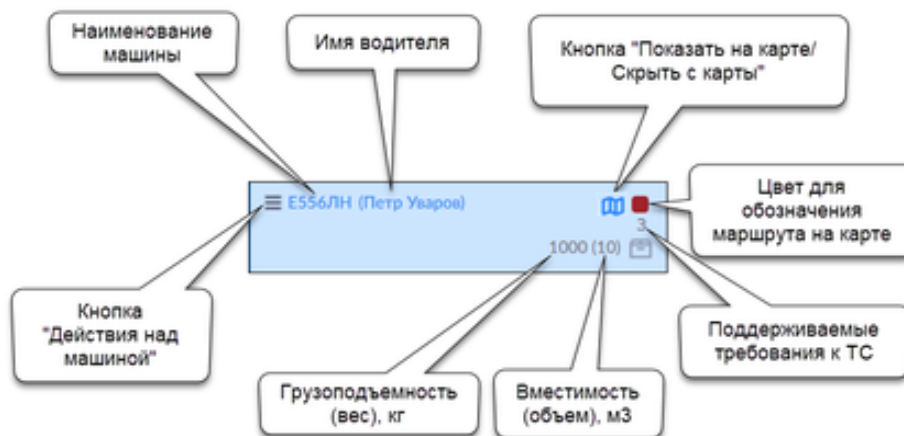 Наименование
машины
Имя водителя
Кнопка "Показать на карте/
Скрыть с карты"
Е556ЛН (Петр Уваров)
3
1000 (10)
Цвет для
обозначения
маршрута на карте
Кнопка
"Действия над
машиной"
Грузоподъемность
(вес), кг
Вместимость
(объем), м3
Поддерживаемые
требования к ТС